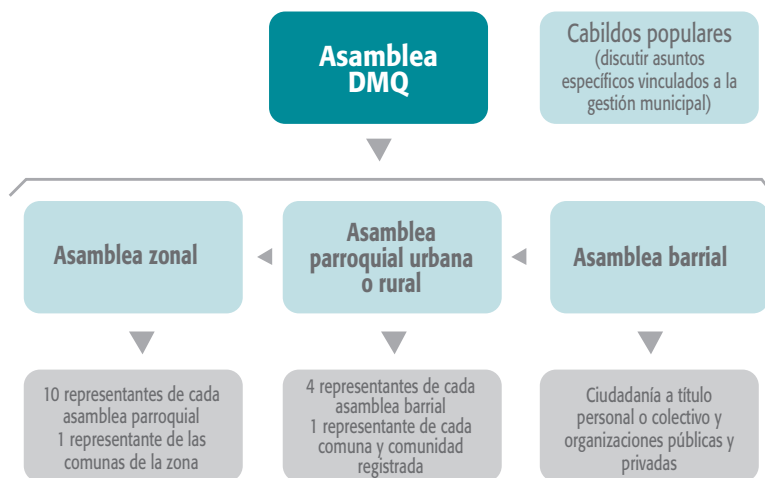 Asamblea
DMQ
Cabildos populares
(discutir asuntos
específicos vinculados a la
gestión municipal)
Asamblea zonal
Asamblea
parroquial urbana
o rural
Asamblea barrial
10 representantes de cada
asamblea parroquial
1 representante de las
comunas de la zona
4 representantes de cada
asamblea barrial
1 representante de cada
comuna y comunidad
registrada
Ciudadanía a título
personal o colectivo y
organizaciones públicas y
privadas